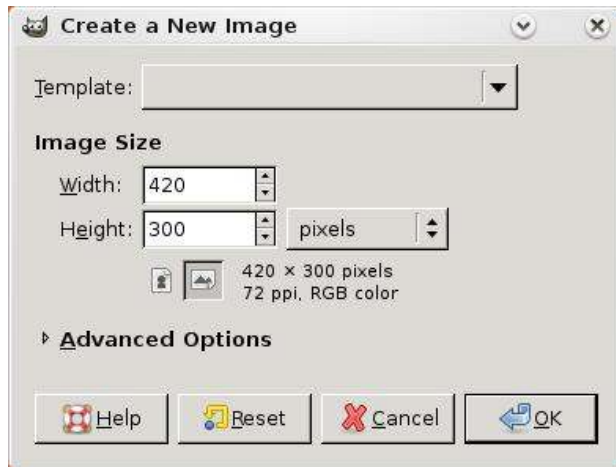 Create a New Image
Template:
Image Size
Width: 420
Height: 300 pixels
420 × 300 pixels
72 ppi, RGB color
Advanced Options
Help Reset Cancel OK